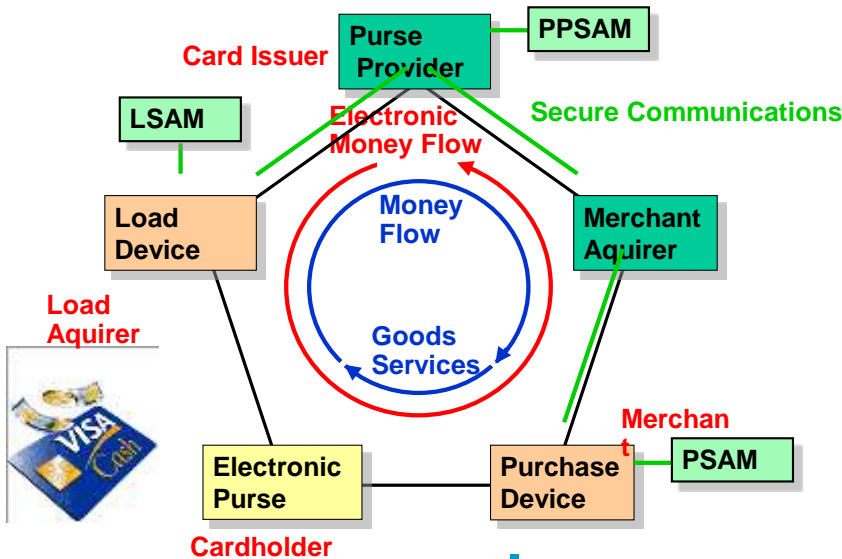 Purse
Provider
PPSAM
Card Issuer
LSAM
Electronic
Money Flow
Secure Communications
Load
Device
Money
Flow
Merchant
Aquirer
Load
Aquirer
Goods
Services
VISA
Cash
Merchan
t
Electronic
Purse
Purchase
Device
PSAM
Cardholder